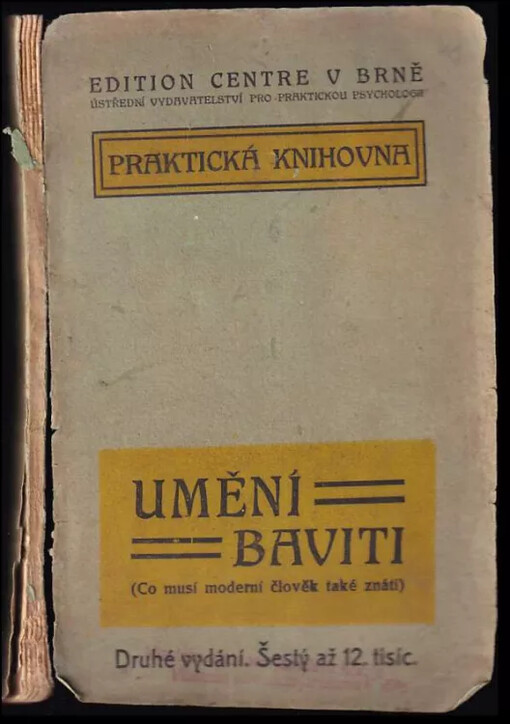 EDITION CENTRE V BRNĚ
ÚSTŘEDNÍ VYDAVATELSTVÍ PRO PRAKTICKOU PSYCHOLOGII
PRAKTICKÁ KNIHOVNA
UMĚNÍ
BAVITI
(Co musí moderní člověk také znáti)
Druhé vydání. Šestý až 12. tisíc.